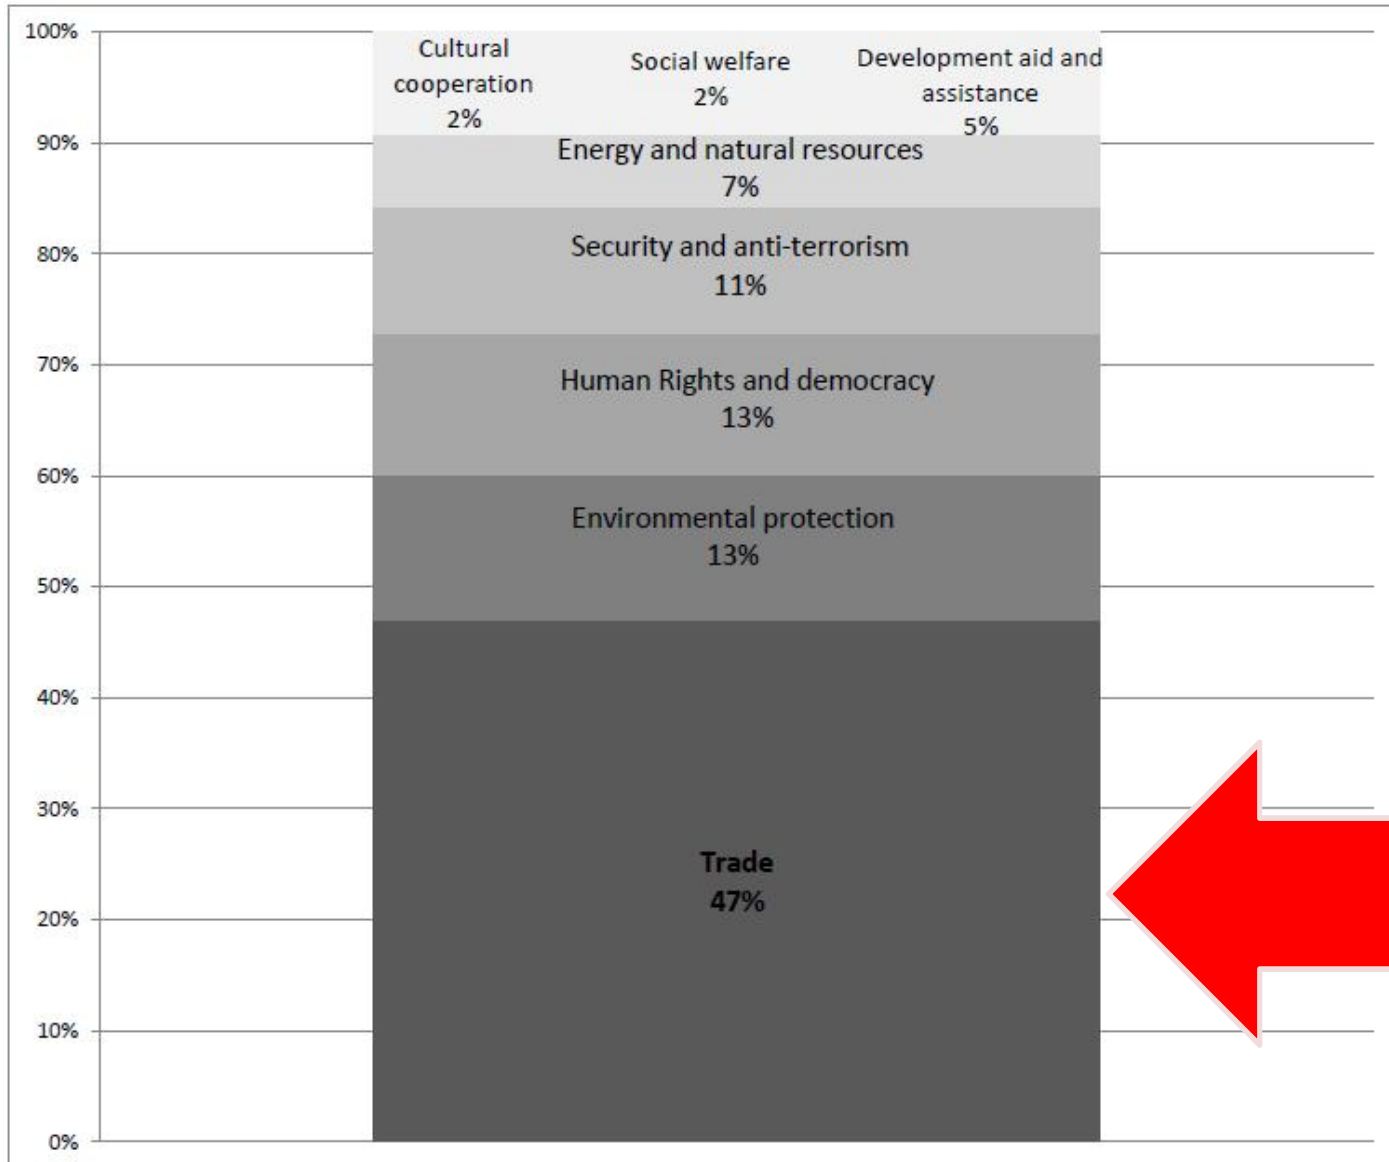 100%
90%
80%
70%
60%
50%
40%
30%
20%
10%
0%
Cultural
cooperation
2%
Social welfare
2%
Development aid and
assistance
5%
Energy and natural resources
7%
Security and anti-terrorism
11%
Human Rights and democracy
13%
Environmental protection
13%
Trade
47%